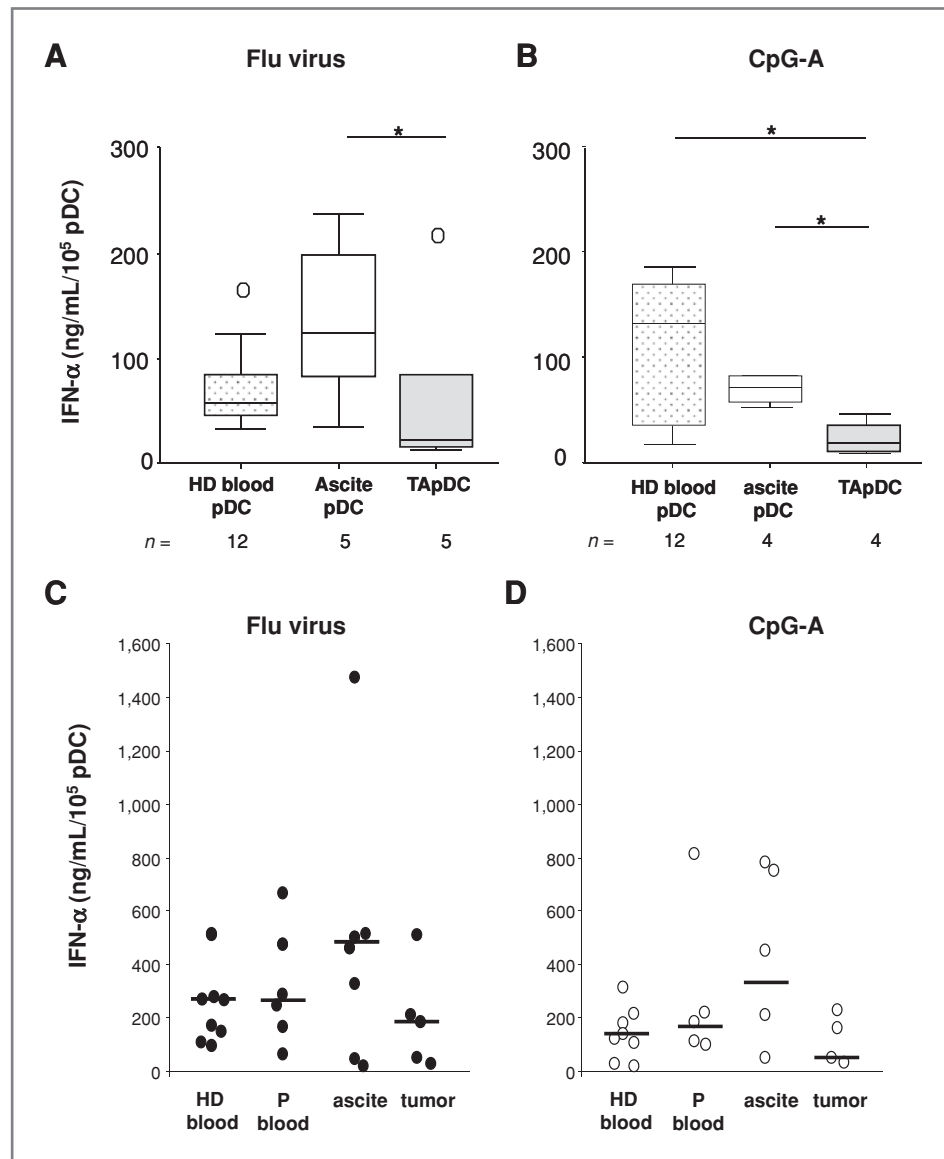 A
Flu virus
B
CpG-A
*
*
*
IFN-α (ng/mL/10⁵ pDC)
300
200
100
0
300
200
100
0
HD blood
pDC
Ascite
pDC
TApDC
HD blood
pDC
ascite
pDC
TApDC
n = 12 5 5
n = 12 4 4
C
Flu virus
D
CpG-A
IFN-α (ng/mL/10⁵ pDC)
1,600
1,400
1,200
1,000
800
600
400
200
0
1,600
1,400
1,200
1,000
800
600
400
200
0
HD
blood
P
blood
ascite
tumor
HD
blood
P
blood
ascite
tumor